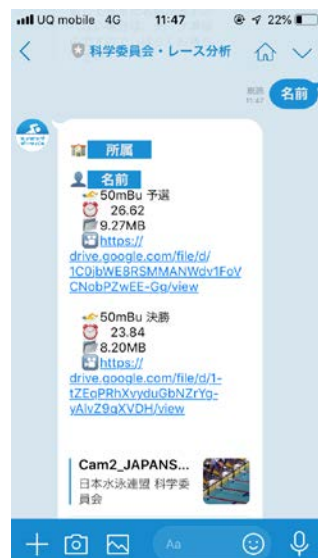 UQ mobile 4G 11:47 22%
科学委員会・レース分析
既読
11:47
名前
所属
名前
50mBu 予選
26.62
9.27MB
https://
drive.google.com/file/d/
1C0jbWE8RSMMANWdv1FoV
CNobPZwEE-Gg/view
50mBu 決勝
23.84
8.20MB
https://
drive.google.com/file/d/1-
tZEqPRhXvyduGbNZrYg-
yAlvZ9qXVDH/view
Cam2_JAPANS...
日本水泳連盟 科学委
員会
Aa